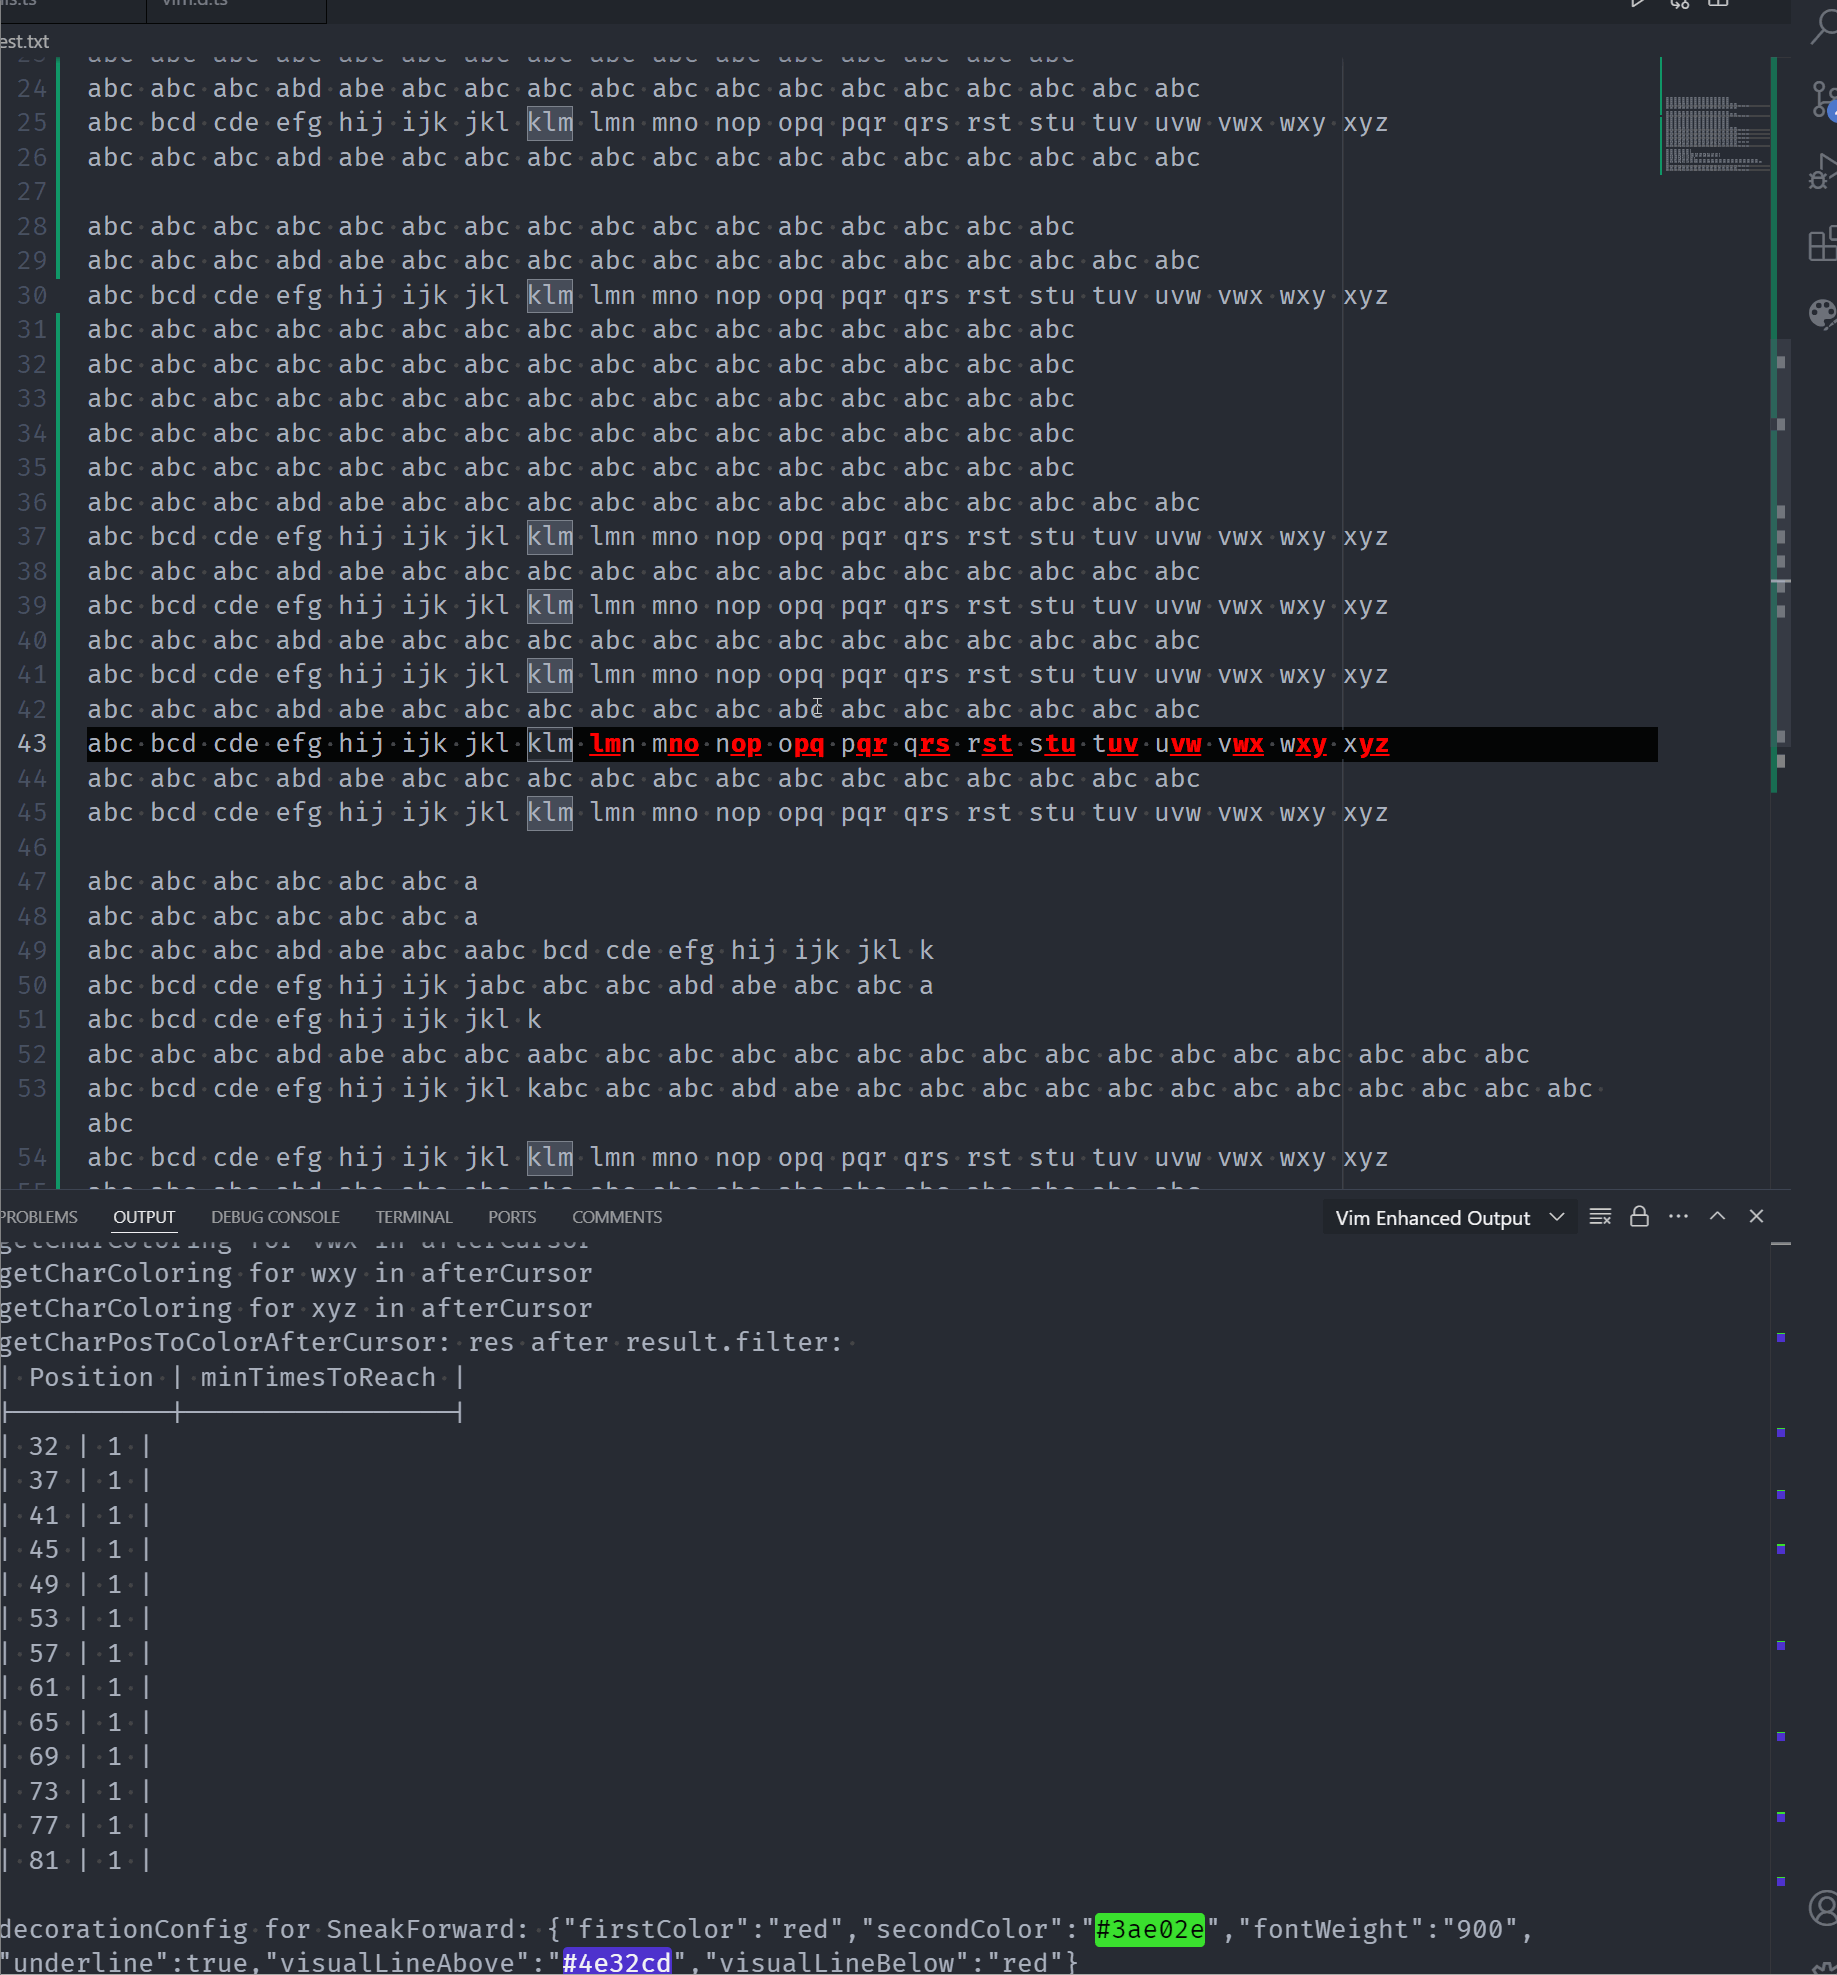 est.txt
24 abc abc abc abd abe abc abc abc abc abc abc abc abc abc abc abc abc abc
25 abc bcd cde efg hij ijk jkl klm lmn mno nop opq pqr qrs rst stu tuv uvw vwx wxy xyz
26 abc abc abc abd abe abc abc abc abc abc abc abc abc abc abc abc abc abc
27
28 abc abc abc abc abc abc abc abc abc abc abc abc abc abc abc abc
29 abc abc abc abd abe abc abc abc abc abc abc abc abc abc abc abc abc abc
30 abc bcd cde efg hij ijk jkl klm lmn mno nop opq pqr qrs rst stu tuv uvw vwx wxy xyz
31 abc abc abc abc abc abc abc abc abc abc abc abc abc abc abc abc
32 abc abc abc abc abc abc abc abc abc abc abc abc abc abc abc abc
33 abc abc abc abc abc abc abc abc abc abc abc abc abc abc abc abc
34 abc abc abc abc abc abc abc abc abc abc abc abc abc abc abc abc
35 abc abc abc abc abc abc abc abc abc abc abc abc abc abc abc abc
36 abc abc abc abd abe abc abc abc abc abc abc abc abc abc abc abc abc abc
37 abc bcd cde efg hij ijk jkl klm lmn mno nop opq pqr qrs rst stu tuv uvw vwx wxy xyz
38 abc abc abc abd abe abc abc abc abc abc abc abc abc abc abc abc abc abc
39 abc bcd cde efg hij ijk jkl klm lmn mno nop opq pqr qrs rst stu tuv uvw vwx wxy xyz
40 abc abc abc abd abe abc abc abc abc abc abc abc abc abc abc abc abc abc
41 abc bcd cde efg hij ijk jkl klm lmn mno nop opq pqr qrs rst stu tuv uvw vwx wxy xyz
42 abc abc abc abd abe abc abc abc abc abc abc abc abc abc abc abc abc abc
43 abc bcd cde efg hij ijk jkl klm lmn mno nop opq pqr qrs rst stu tuv uvw vwx wxy xyz
44 abc abc abc abd abe abc abc abc abc abc abc abc abc abc abc abc abc abc
45 abc bcd cde efg hij ijk jkl klm lmn mno nop opq pqr qrs rst stu tuv uvw vwx wxy xyz
46
47 abc abc abc abc abc abc a
48 abc abc abc abc abc abc a
49 abc abc abc abd abe abc aabc bcd cde efg hij ijk jkl k
50 abc bcd cde efg hij ijk jabc abc abc abd abe abc abc a
51 abc bcd cde efg hij ijk jkl k
52 abc abc abc abd abe abc abc aabc abc abc abc abc abc abc abc abc abc abc abc abc abc abc abc
53 abc bcd cde efg hij ijk jkl kabc abc abc abd abe abc abc abc abc abc abc abc abc abc abc abc abc
abc
54 abc bcd cde efg hij ijk jkl klm lmn mno nop opq pqr qrs rst stu tuv uvw vwx wxy xyz
PROBLEMS OUTPUT DEBUG CONSOLE TERMINAL PORTS COMMENTS Vim Enhanced Output
getCharColoring for vwx in afterCursor
getCharColoring for wxy in afterCursor
getCharColoring for xyz in afterCursor
getCharPosToColorAfterCursor: res after result.filter:
| Position | minTimesToReach |
| 32 | 1 |
| 37 | 1 |
| 41 | 1 |
| 45 | 1 |
| 49 | 1 |
| 53 | 1 |
| 57 | 1 |
| 61 | 1 |
| 65 | 1 |
| 69 | 1 |
| 73 | 1 |
| 77 | 1 |
| 81 | 1 |
decorationConfig for SneakForward: {"firstColor":"red","secondColor":"#3ae02e","fontWeight":"900",
"underline":true,"visualLineAbove":"#4e32cd","visualLineBelow":"red"}